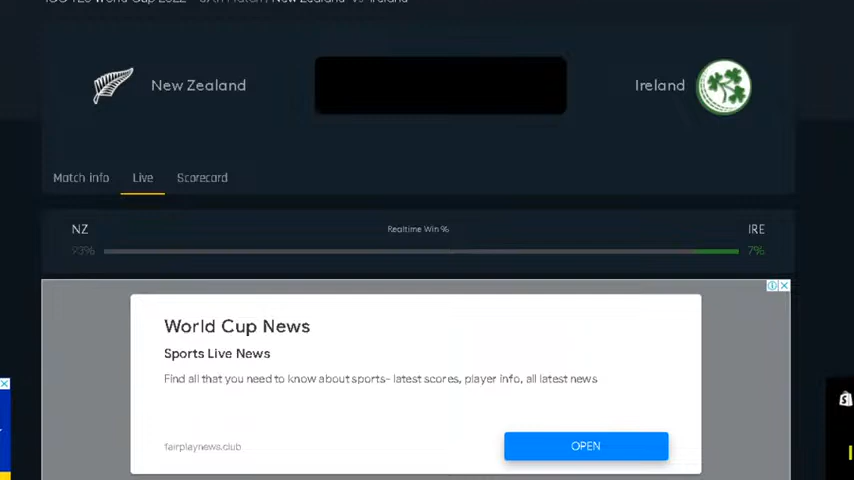 New Zealand
Ireland
Match info Live Scorecard
NZ Realtime Win % IRE
93% 7%
World Cup News
Sports Live News
Find all that you need to know about sports- latest scores, player info, all latest news
fairplaynews.club
OPEN